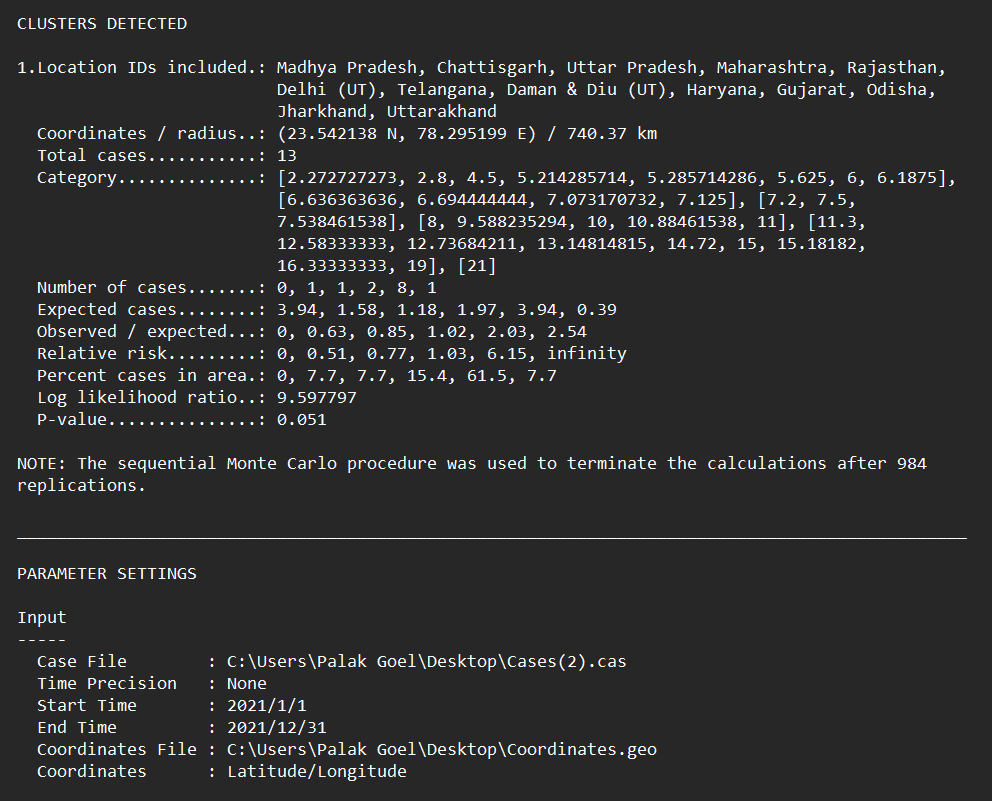 CLUSTERS DETECTED
1.Location IDs included.: Madhya Pradesh, Chattisgarh, Uttar Pradesh, Maharashtra, Rajasthan,
Delhi (UT), Telangana, Daman & Diu (UT), Haryana, Gujarat, Odisha,
Jharkhand, Uttarakhand
Coordinates / radius..: (23.542138 N, 78.295199 E) / 740.37 km
Total cases...........: 13
Category..............: [2.272727273, 2.8, 4.5, 5.214285714, 5.285714286, 5.625, 6, 6.1875],
[6.636363636, 6.694444444, 7.073170732, 7.125], [7.2, 7.5,
7.538461538], [8, 9.588235294, 10, 10.88461538, 11], [11.3,
12.58333333, 12.73684211, 13.14814815, 14.72, 15, 15.18182,
16.33333333, 19], [21]
Number of cases.......: 0, 1, 1, 2, 8, 1
Expected cases........: 3.94, 1.58, 1.18, 1.97, 3.94, 0.39
Observed / expected...: 0, 0.63, 0.85, 1.02, 2.03, 2.54
Relative risk.........: 0, 0.51, 0.77, 1.03, 6.15, infinity
Percent cases in area.: 0, 7.7, 7.7, 15.4, 61.5, 7.7
Log likelihood ratio..: 9.597797
P-value...............: 0.051
NOTE: The sequential Monte Carlo procedure was used to terminate the calculations after 984
replications.
PARAMETER SETTINGS
Input
-----
Case File : C:\Users\Palak Goel\Desktop\Cases(2).cas
Time Precision : None
Start Time : 2021/1/1
End Time : 2021/12/31
Coordinates File : C:\Users\Palak Goel\Desktop\Coordinates.geo
Coordinates : Latitude/Longitude